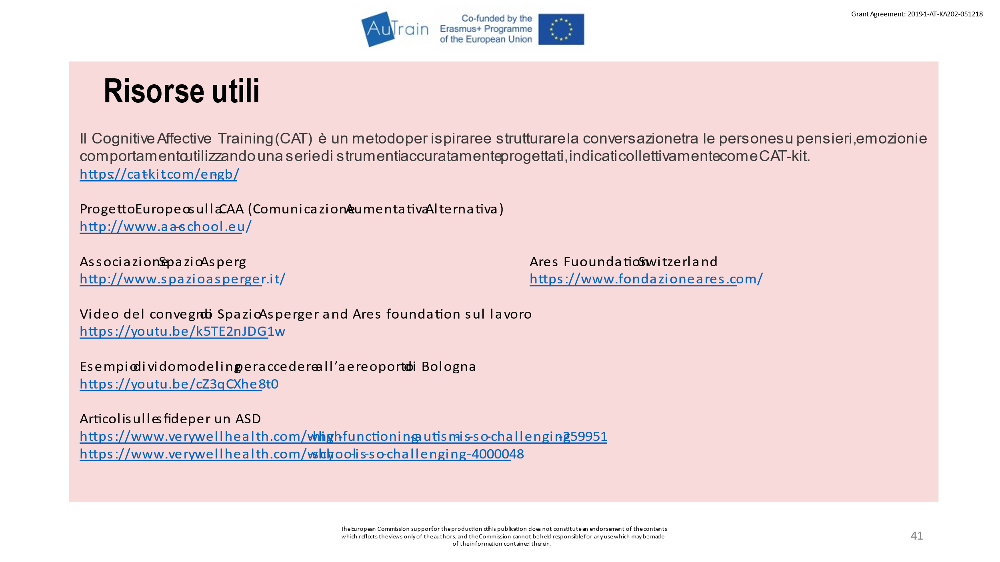 AuTrain
Co-funded by the
Erasmus+ Programme
of the European Union
Grant Agreement: 2019-1-AT-KA202-051218
Risorse utili
Il Cognitive Affective Training (CAT) è un metodo per ispirare e strutturare la conversazione tra le persone su pensieri, emozioni e
comportamento utilizzando una serie di strumenti accuratamente progettati, indicati collettivamente come CAT-kit.
https://cat-kit.com/en-gb/
Progetto Europeo sulla CAA (Comunicazione Aumentativa Alternativa)
http://www.aac-school.eu/
Associazione Spazio Asperg
http://www.spazioasperger.it/
Ares Fuoundation Switzerland
https://www.fondazioneares.com/
Video del convegno di Spazio Asperger and Ares foundation sul lavoro
https://youtu.be/k5TE2nJDG1w
Esempio di vidomodeling per accedere all’aereoporto di Bologna
https://youtu.be/cZ3qCXhe8t0
Articoli sulle sfide per un ASD
https://www.verywellhealth.com/why-high-functioning-autism-is-so-challenging-259951
https://www.verywellhealth.com/why-school-is-so-challenging-4000048
The European Commission support for the production of this publication does not constitute an endorsement of the contents
which reflects the views only of the authors, and the Commission cannot be held responsible for any use which may be made
of the information contained therein.
41